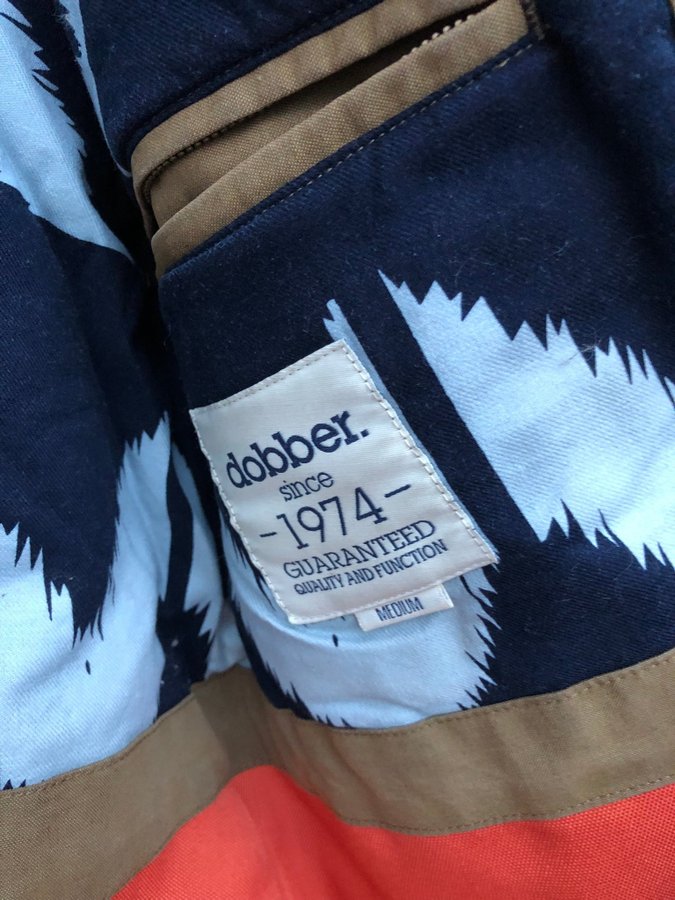 dobber.
since
-1974-
GUARANTEED
QUALITY AND FUNCTION
MEDIUM